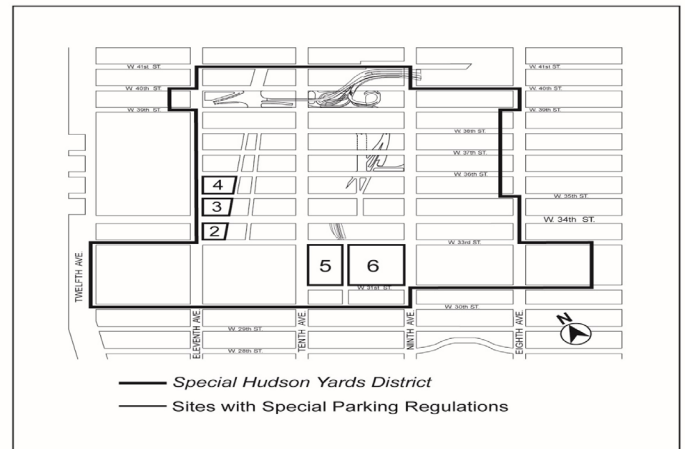 W. 41st ST.
W. 41st ST.
W. 40th ST.
W. 40th ST.
W. 39th ST.
W. 39th ST.
W. 38th ST.
W. 37th ST.
W. 36th ST.
W. 35th ST.
W. 34th ST.
W. 33rd ST.
W. 31st ST.
W. 30th ST.
W. 29th ST.
W. 28th ST.
4
3
2
5
6
TWELFTH AVE.
ELEVENTH AVE.
TENTH AVE.
NINTH AVE.
EIGHTH AVE.
N
Special Hudson Yards District
Sites with Special Parking Regulations